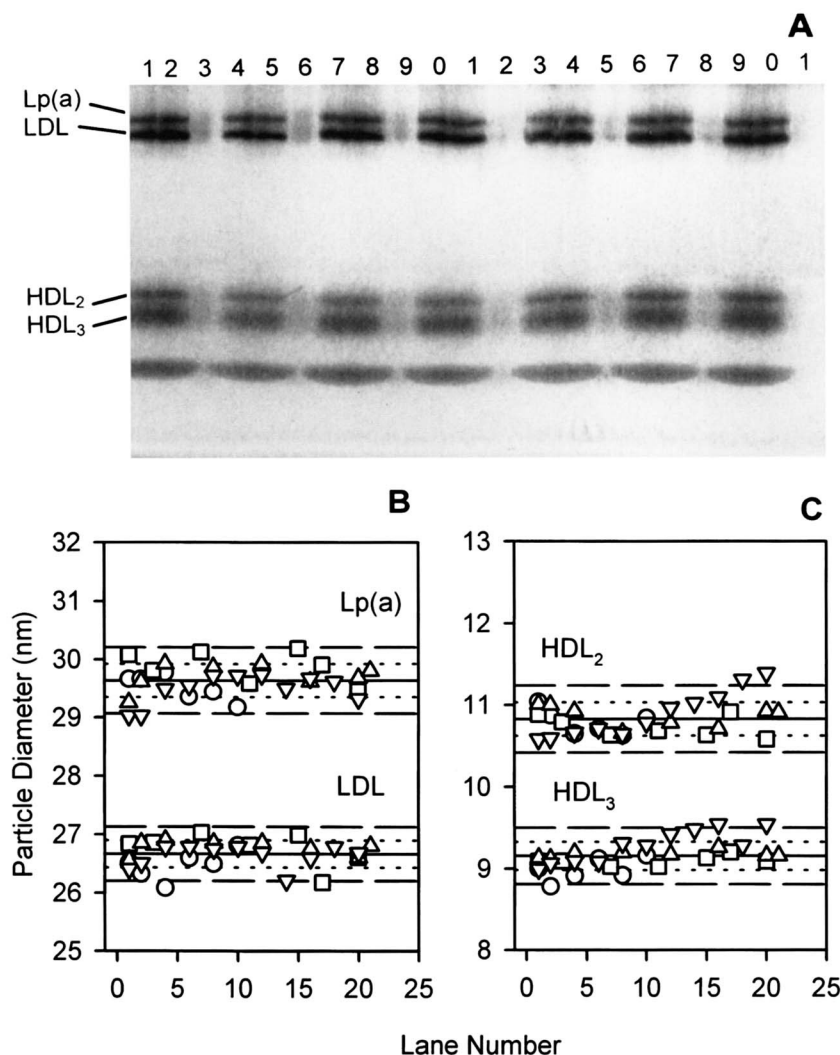 A
1 2 3 4 5 6 7 8 9 0 1 2 3 4 5 6 7 8 9 0 1
Lp(a)
LDL
HDL₂
HDL₃
B
32
31
30
29
28
27
26
25
Lp(a)
LDL
0 5 10 15 20 25
Particle Diameter (nm)
C
13
12
11
10
9
8
HDL₂
HDL₃
0 5 10 15 20 25
Lane Number